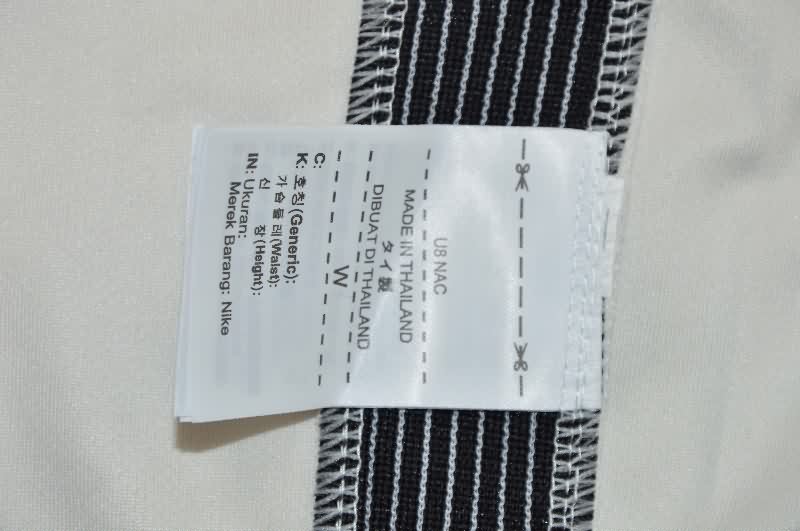 U8 NAC
MADE IN THAILAND
タイ製
DIBUAT DI THAILAND
W
C:
K: 호칭(Generic):
가슴둘레(Waist):
신 장(Height):
IN: Ukuran:
Merek Barang: Nike